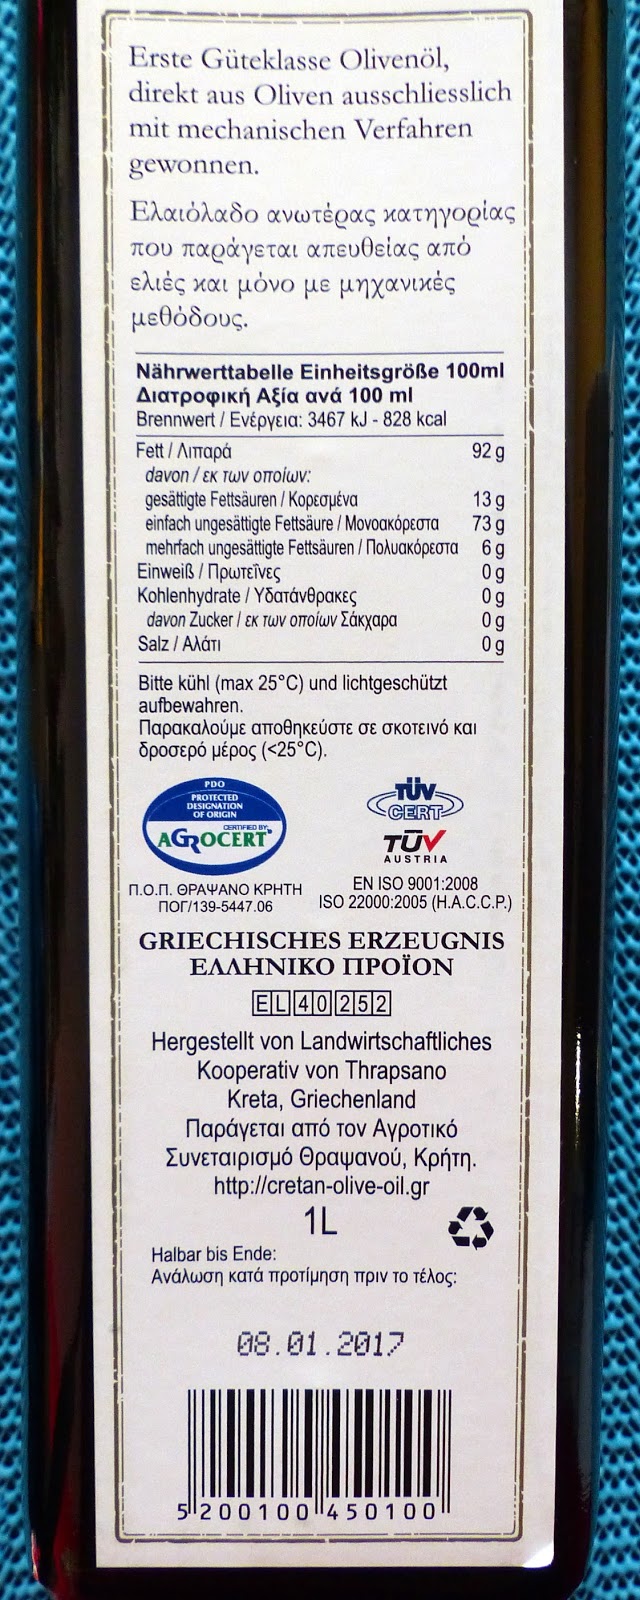 Erste Güteklasse Olivenöl,
direkt aus Oliven ausschliesslich
mit mechanischen Verfahren
gewonnen.
Ελαιόλαδο ανωτέρας κατηγορίας
που παράγεται απευθείας από
ελιές και μόνο με μηχανικές
μεθόδους.
Nährwerttabelle Einheitsgröße 100ml
Διατροφική Αξία ανά 100 ml
Brennwert / Ενέργεια: 3467 kJ - 828 kcal
Fett / Λιπαρά 92 g
davon / εκ των οποίων:
gesättigte Fettsäuren / Κορεσμένα 13 g
einfach ungesättigte Fettsäure / Μονοακόρεστα 73 g
mehrfach ungesättigte Fettsäuren / Πολυακόρεστα 6 g
Einweiß / Πρωτεΐνες 0 g
Kohlenhydrate / Υδατάνθρακες 0 g
davon Zucker / εκ των οποίων Σάκχαρα 0 g
Salz / Αλάτι 0 g
Bitte kühl (max 25°C) und lichtgeschützt
aufbewahren.
Παρακαλούμε αποθηκεύστε σε σκοτεινό και
δροσερό μέρος (<25°C).
PDO
PROTECTED
DESIGNATION
OF ORIGIN
CERTIFIED BY
AGROCERT
Π.Ο.Π. ΘΡΑΨΑΝΟ ΚΡΗΤΗ
ΠΟΓ/139-5447.06
TÜV
CERT
TÜV
AUSTRIA
EN ISO 9001:2008
ISO 22000:2005 (H.A.C.C.P.)
GRIECHISCHES ERZEUGNIS
ΕΛΛΗΝΙΚΟ ΠΡΟΪΟΝ
EL40252
Hergestellt von Landwirtschaftliches
Kooperativ von Thrapsano
Kreta, Griechenland
Παράγεται από τον Αγροτικό
Συνεταιρισμό Θραψανού, Κρήτη.
http://cretan-olive-oil.gr
1L
Halbar bis Ende:
Ανάλωση κατά προτίμηση πριν το τέλος:
08.01.2017
5 200100 450100